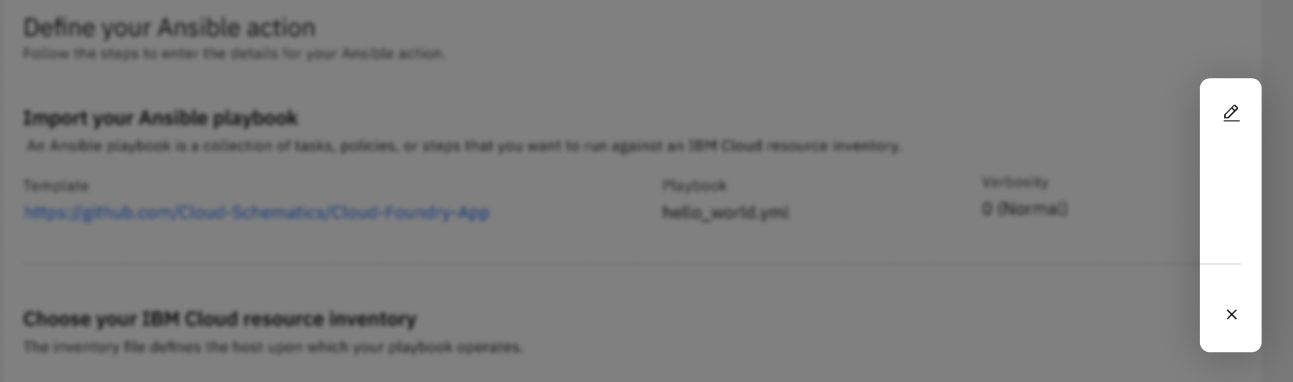 Define your Ansible action
Follow the steps to enter the details for your Ansible action.
Import your Ansible playbook
An Ansible playbook is a collection of tasks, policies, or steps that you want to run against an IBM Cloud resource inventory.
Template
Playbook
Verbosity
https://github.com/Cloud-Schematics/Cloud-Foundry-App
hello_world.yml
0 (Normal)
Choose your IBM Cloud resource inventory
The inventory file defines the host upon which your playbook operates.